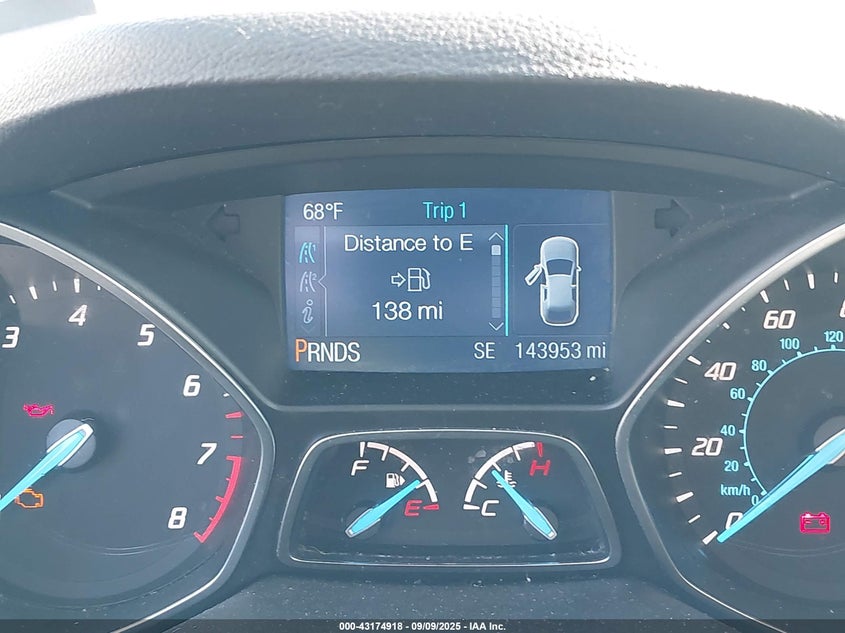 68°F Trip 1
Distance to E
138 mi
PRNDS SE 143953 mi
3 4 5 6 7 8
F E
C H
0 20 40 60
km/h 0 20 40 60 80 100 120
000-43174918 - 09/09/2025 - IAA Inc.